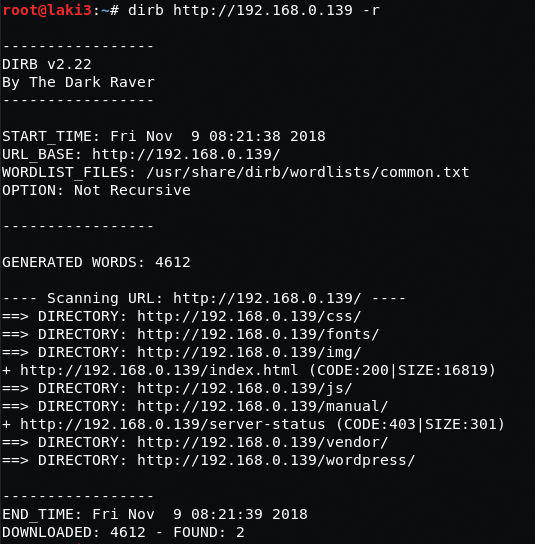 root@laki3:~# dirb http://192.168.0.139 -r
-----------------
DIRB v2.22
By The Dark Raver
-----------------
START_TIME: Fri Nov  9 08:21:38 2018
URL_BASE: http://192.168.0.139/
WORDLIST_FILES: /usr/share/dirb/wordlists/common.txt
OPTION: Not Recursive
-----------------
GENERATED WORDS: 4612
---- Scanning URL: http://192.168.0.139/ ----
==> DIRECTORY: http://192.168.0.139/css/
==> DIRECTORY: http://192.168.0.139/fonts/
==> DIRECTORY: http://192.168.0.139/img/
+ http://192.168.0.139/index.html (CODE:200|SIZE:16819)
==> DIRECTORY: http://192.168.0.139/js/
==> DIRECTORY: http://192.168.0.139/manual/
+ http://192.168.0.139/server-status (CODE:403|SIZE:301)
==> DIRECTORY: http://192.168.0.139/vendor/
==> DIRECTORY: http://192.168.0.139/wordpress/
-----------------
END_TIME: Fri Nov  9 08:21:39 2018
DOWNLOADED: 4612 - FOUND: 2